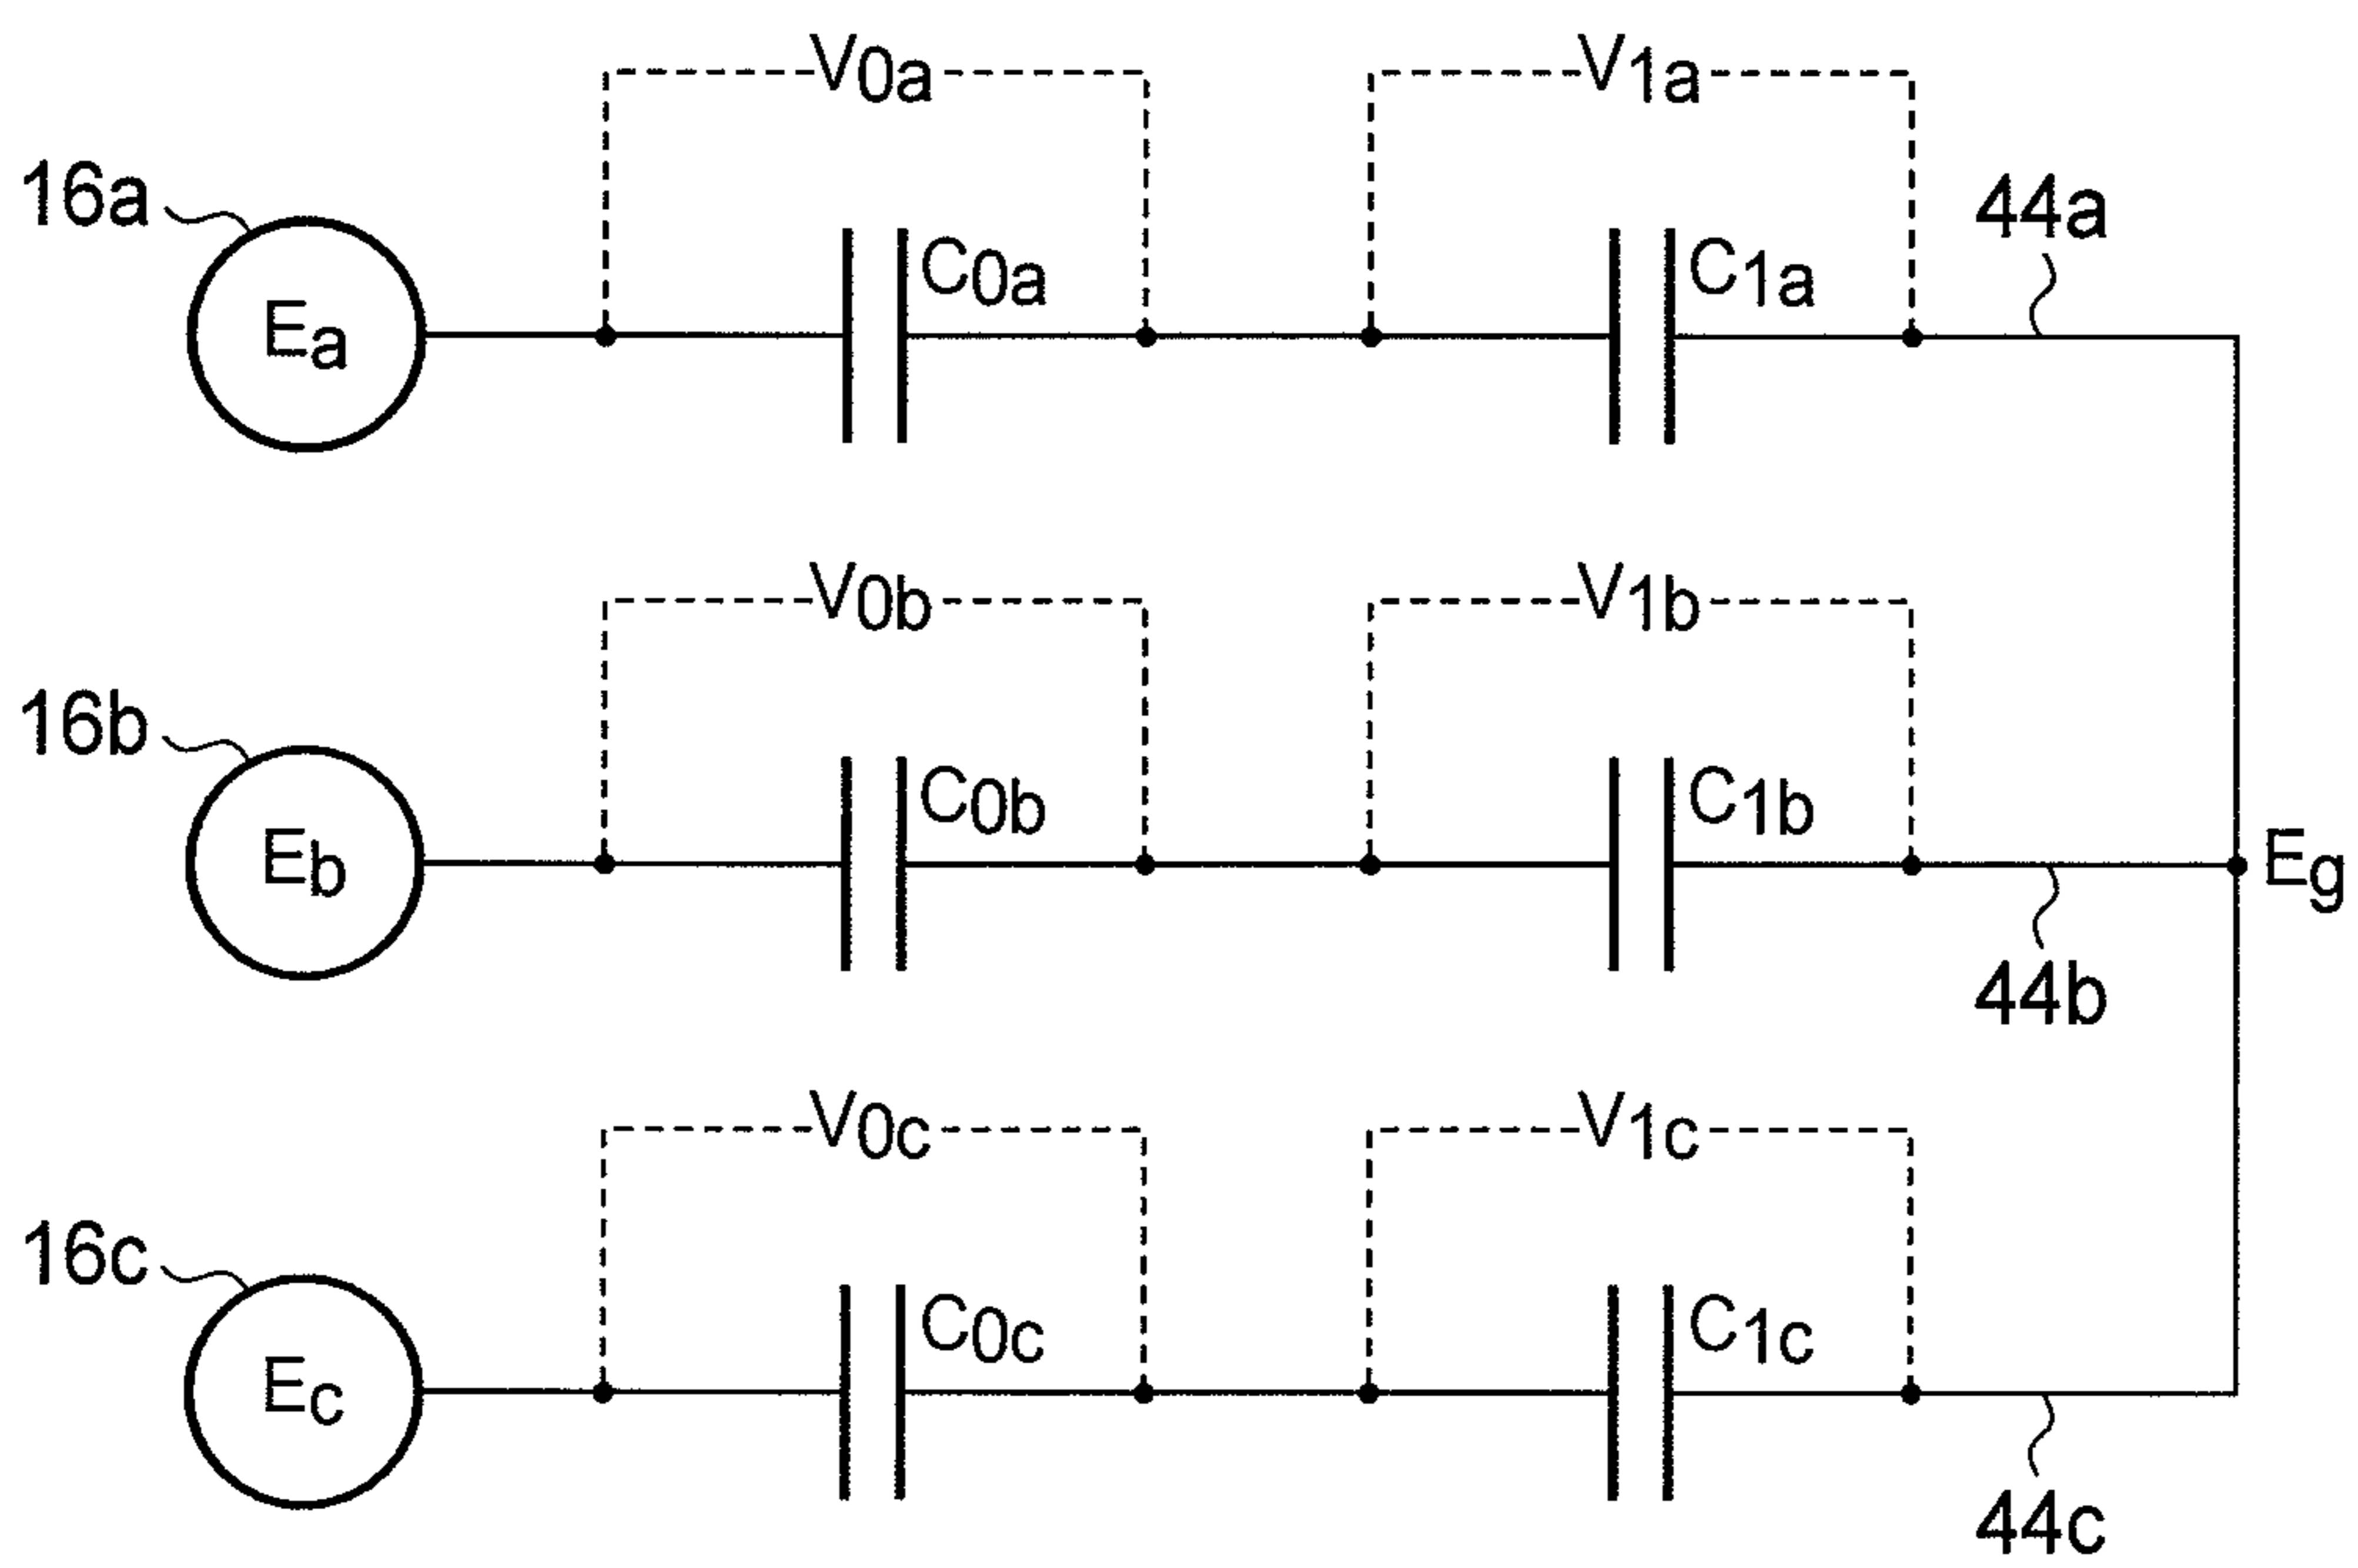 V0a V1a
16a 44a
Ea C0a C1a
V0b V1b
16b
Eb C0b C1b Eg
44b
V0c V1c
16c
Ec C0c C1c
44c